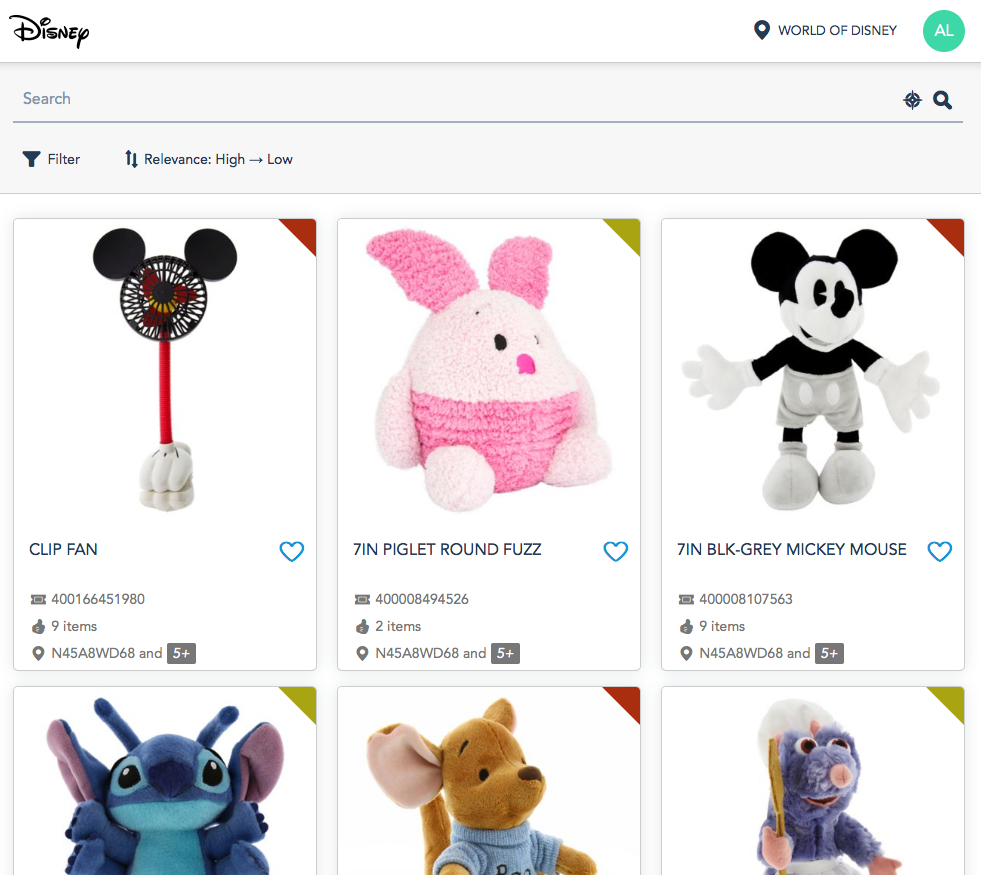 Disney
WORLD OF DISNEY
AL
Search
Filter
Relevance: High → Low
CLIP FAN
400166451980
9 items
N45A8WD68 and 5+
7IN PIGLET ROUND FUZZ
400008494526
2 items
N45A8WD68 and 5+
7IN BLK-GREY MICKEY MOUSE
400008107563
9 items
N45A8WD68 and 5+